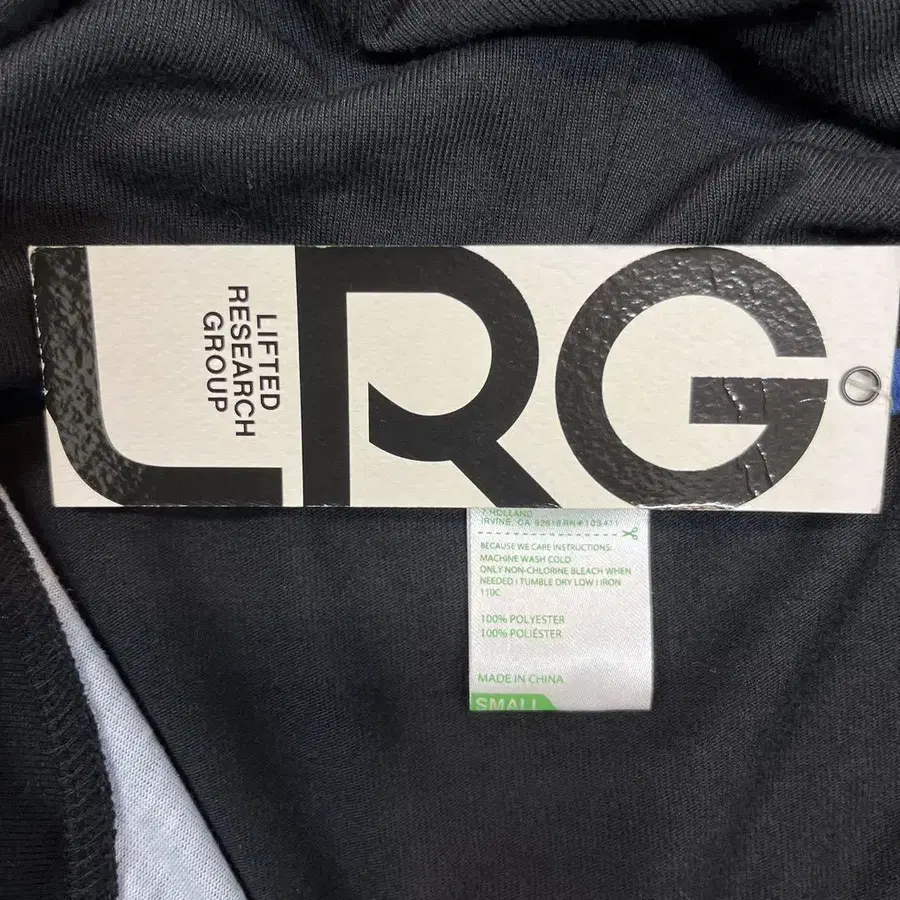 LRG
LIFTED
RESEARCH
GROUP
7 HOLLAND
IRVINE, CA 92618 RN#10341
BECAUSE WE CARE INSTRUCTIONS:
MACHINE WASH COLD
ONLY NON-CHLORINE BLEACH WHEN
NEEDED I TUMBLE DRY LOW I IRON
110C
100% POLYESTER
100% POLIÉSTER
MADE IN CHINA
SMALL